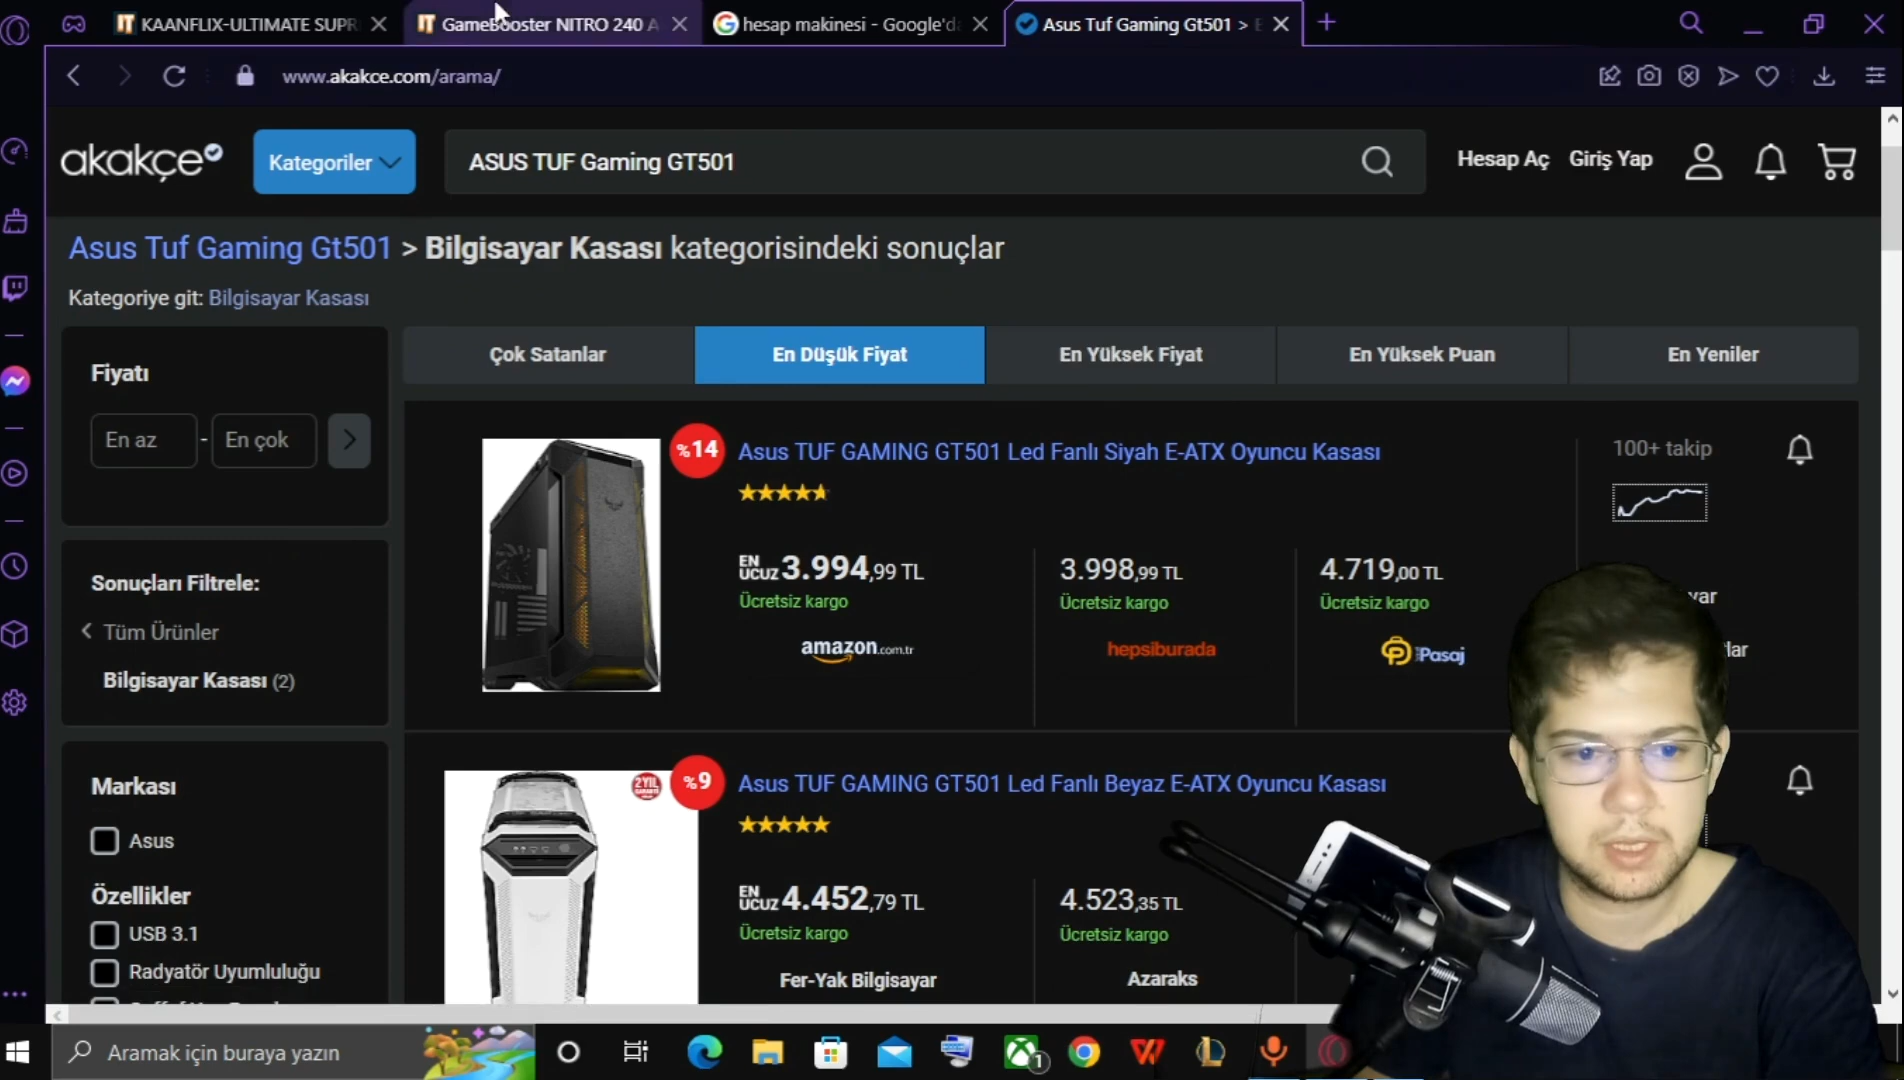 KAANFLIX-ULTIMATE SUPR
GameBooster NITRO 240 A
hesap makinesi - Google'da
Asus Tuf Gaming Gt501 >
www.akakce.com/arama/
akakçe
Kategoriler
ASUS TUF Gaming GT501
Hesap Aç
Giriş Yap
Asus Tuf Gaming Gt501 > Bilgisayar Kasası kategorisindeki sonuçlar
Kategoriye git: Bilgisayar Kasası
Fiyatı
En az - En çok
Çok Satanlar
En Düşük Fiyat
En Yüksek Fiyat
En Yüksek Puan
En Yeniler
%14
Asus TUF GAMING GT501 Led Fanlı Siyah E-ATX Oyuncu Kasası
100+ takip
EN UCUZ 3.994,99 TL
Ücretsiz kargo
amazon.com.tr
3.998,99 TL
Ücretsiz kargo
hepsiburada
4.719,00 TL
Ücretsiz kargo
Pasaj
Sonuçları Filtrele:
Tüm Ürünler
Bilgisayar Kasası (2)
Markası
Asus
Özellikler
USB 3.1
Radyatör Uyumluluğu
2 YIL
%9
Asus TUF GAMING GT501 Led Fanlı Beyaz E-ATX Oyuncu Kasası
EN UCUZ 4.452,79 TL
Ücretsiz kargo
Fer-Yak Bilgisayar
4.523,35 TL
Ücretsiz kargo
Azaraks
Aramak için buraya yazın
1